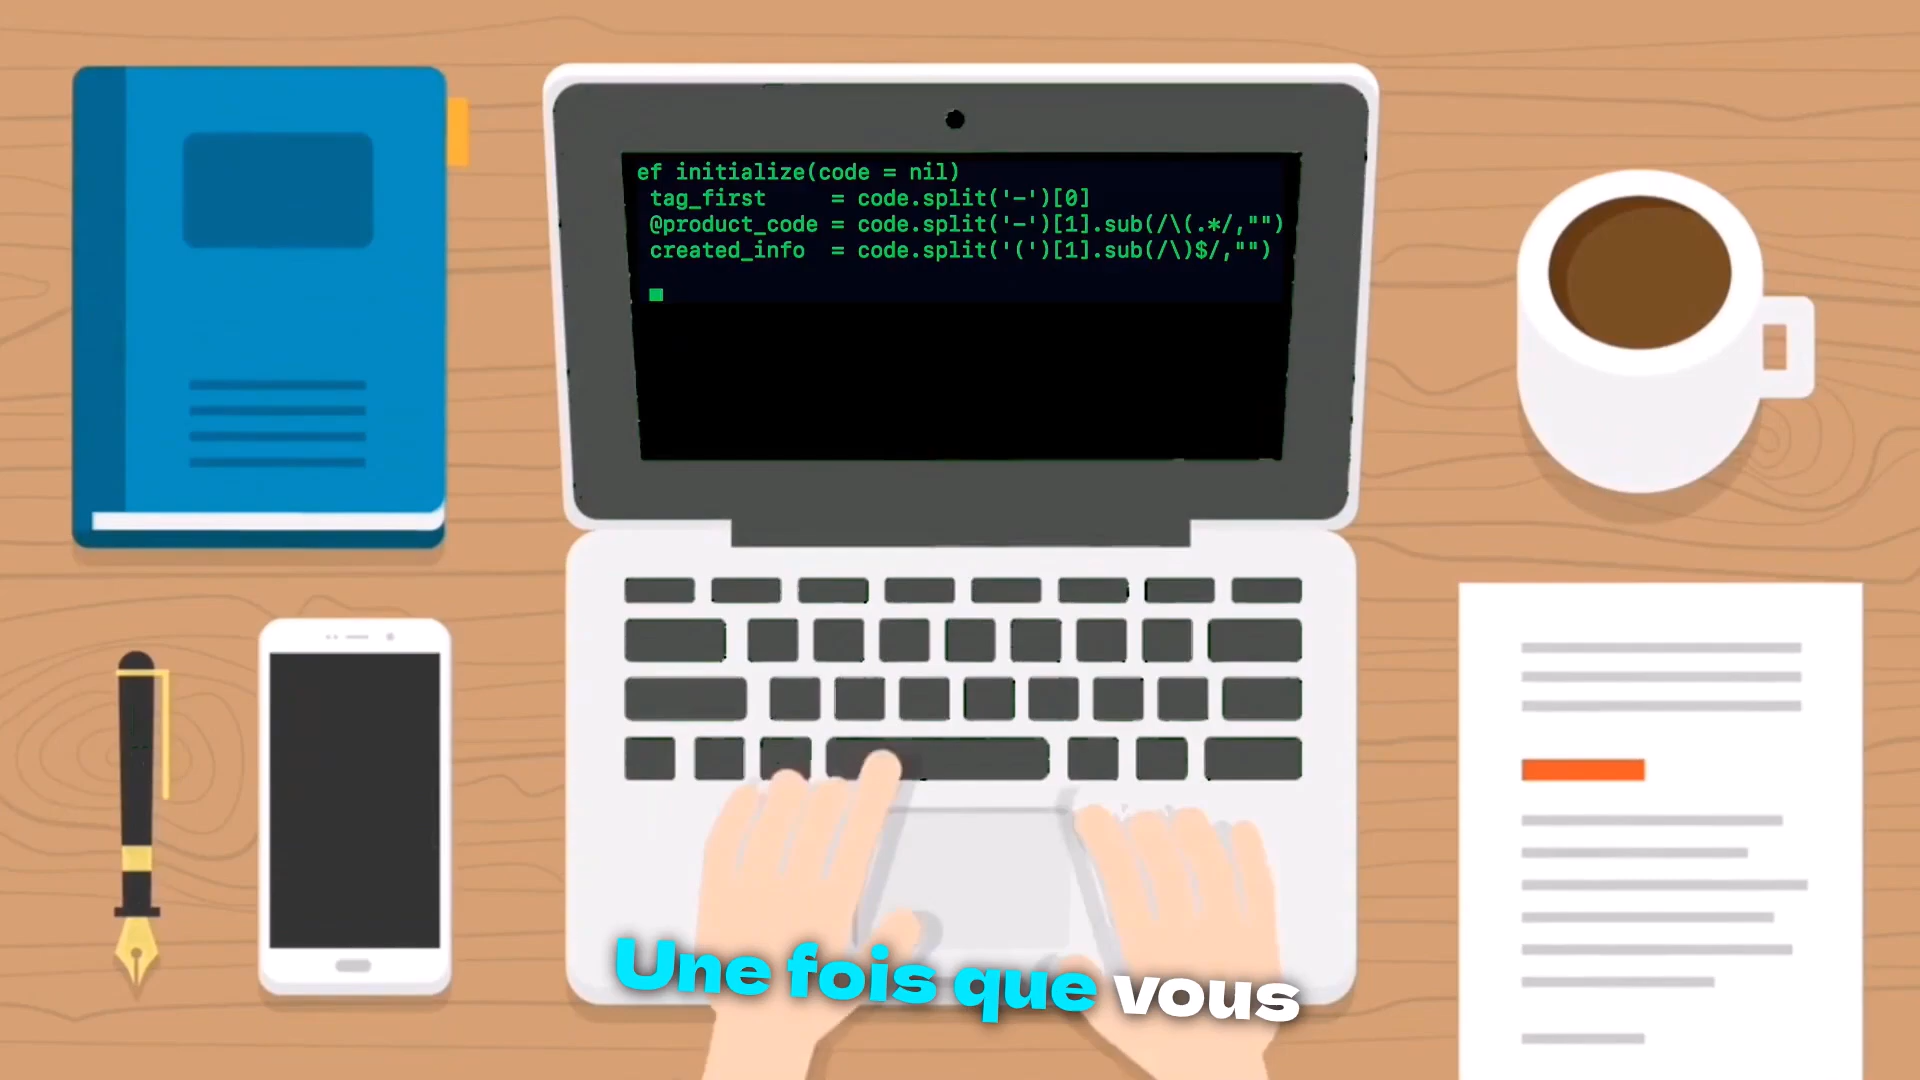 ef initialize(code = nil)
tag_first     = code.split('-')[0]
@product_code = code.split('-')[1].sub(/\(.*/,"")
created_info  = code.split('(')[1].sub(/\)$/,"")
Une fois que vous